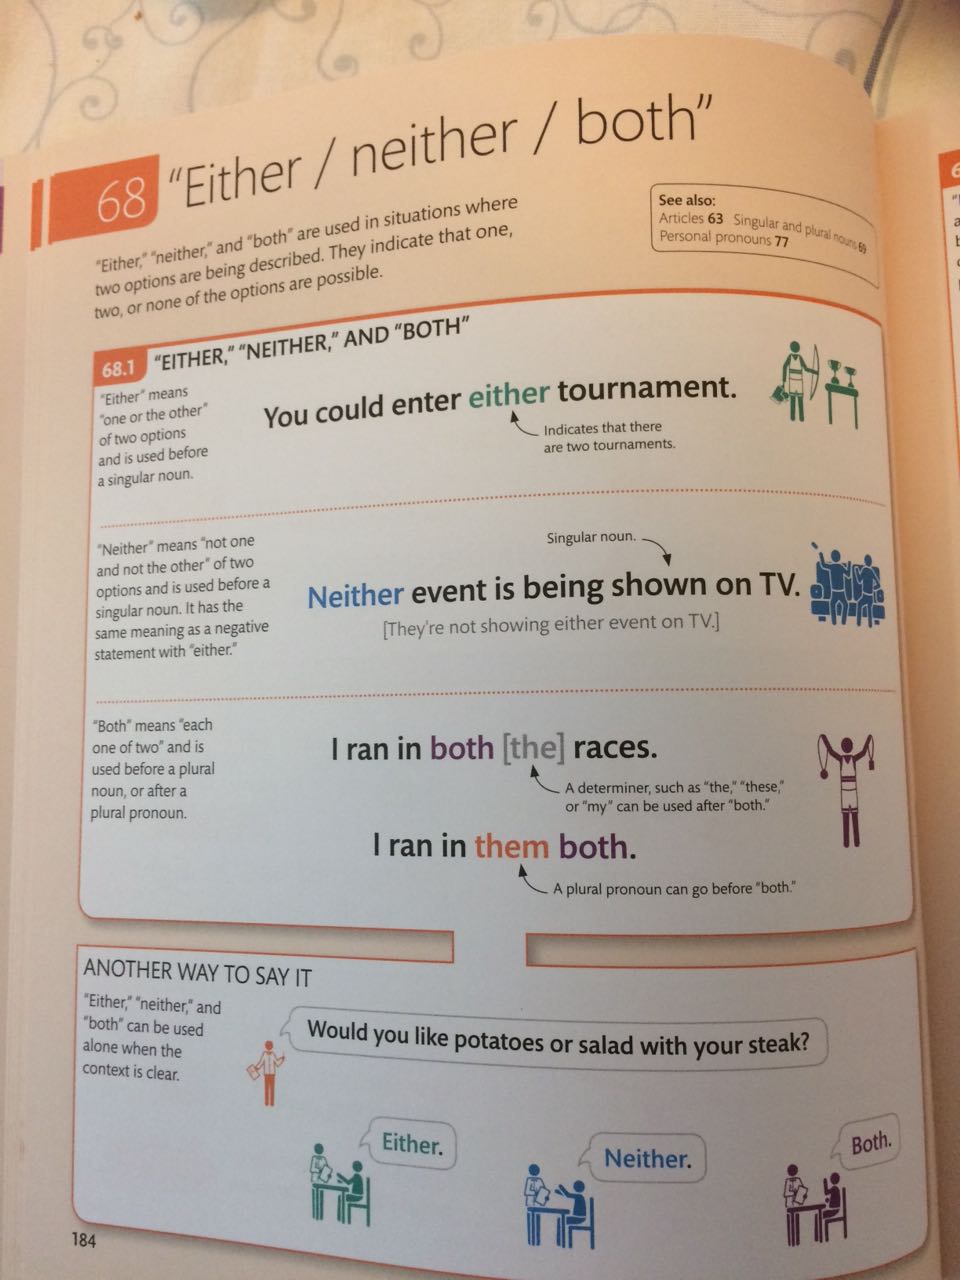 68 "Either / neither / both"
"Either," "neither," and "both" are used in situations where
two options are being described. They indicate that one,
two, or none of the options are possible.
See also:
Articles 63 Singular and plural nouns 69
Personal pronouns 77
68.1 "EITHER," "NEITHER," AND "BOTH"
"Either" means
"one or the other"
of two options
and is used before
a singular noun.
You could enter either tournament.
Indicates that there
are two tournaments.
"Neither" means "not one
and not the other" of two
options and is used before a
singular noun. It has the
same meaning as a negative
statement with "either."
Singular noun.
Neither event is being shown on TV.
[They're not showing either event on TV.]
"Both" means "each
one of two" and is
used before a plural
noun, or after a
plural pronoun.
I ran in both [the] races.
A determiner, such as "the," "these,"
or "my" can be used after "both."
I ran in them both.
A plural pronoun can go before "both."
ANOTHER WAY TO SAY IT
"Either," "neither," and
"both" can be used
alone when the
context is clear.
Would you like potatoes or salad with your steak?
Either.
Neither.
Both.
184